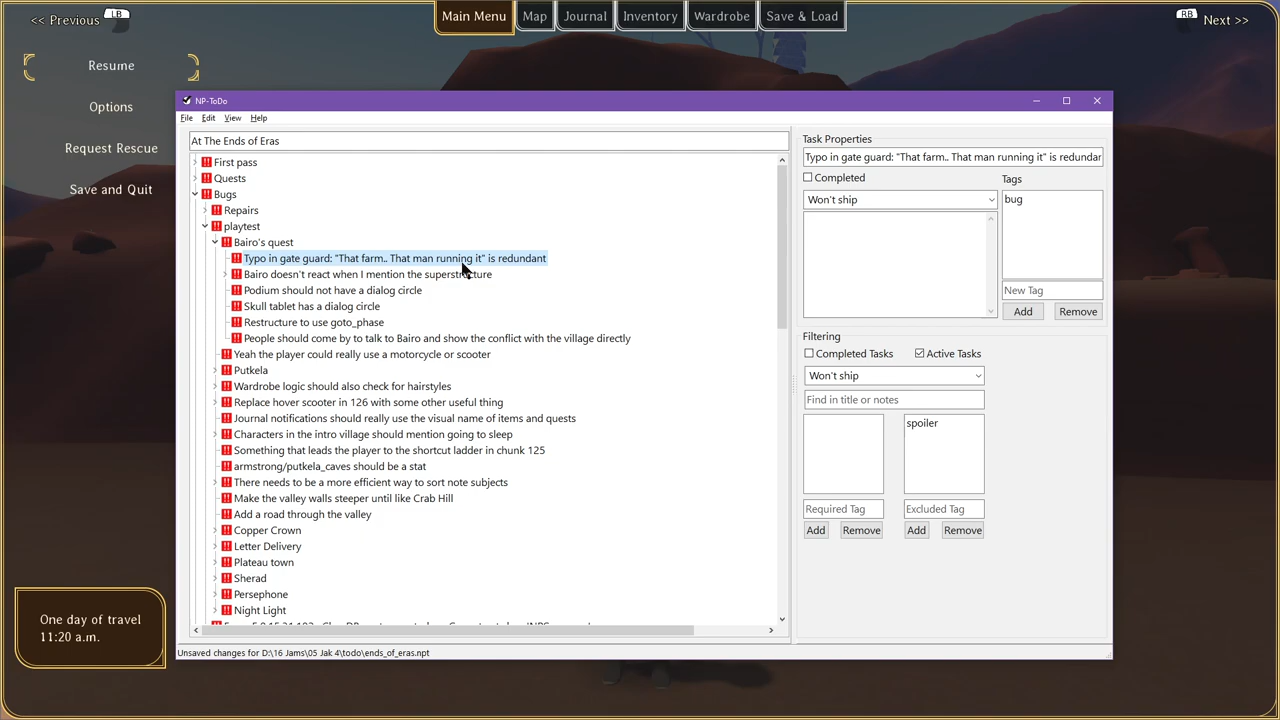 << Previous LB
Main Menu
Map
Journal
Inventory
Wardrobe
Save & Load
RB Next >>
Resume
Options
Request Rescue
Save and Quit
One day of travel
11:20 a.m.
NP-ToDo
File Edit View Help
At The Ends of Eras
First pass
Quests
Bugs
Repairs
playtest
Bairo's quest
Typo in gate guard: "That farm.. That man running it" is redundant
Bairo doesn't react when I mention the superstructure
Podium should not have a dialog circle
Skull tablet has a dialog circle
Restructure to use goto_phase
People should come by to talk to Bairo and show the conflict with the village directly
Yeah the player could really use a motorcycle or scooter
Putkela
Wardrobe logic should also check for hairstyles
Replace hover scooter in 126 with some other useful thing
Journal notifications should really use the visual name of items and quests
Characters in the intro village should mention going to sleep
Something that leads the player to the shortcut ladder in chunk 125
armstrong/putkela_caves should be a stat
There needs to be a more efficient way to sort note subjects
Make the valley walls steeper until like Crab Hill
Add a road through the valley
Copper Crown
Letter Delivery
Plateau town
Sherad
Persephone
Night Light
Task Properties
Typo in gate guard: "That farm.. That man running it" is redundar
Completed
Tags
Won't ship
bug
New Tag
Add Remove
Filtering
Completed Tasks Active Tasks
Won't ship
Find in title or notes
spoiler
Required Tag Excluded Tag
Add Remove Add Remove
Unsaved changes for D:\16 Jams\05 Jak 4\todo\ends_of_eras.npt